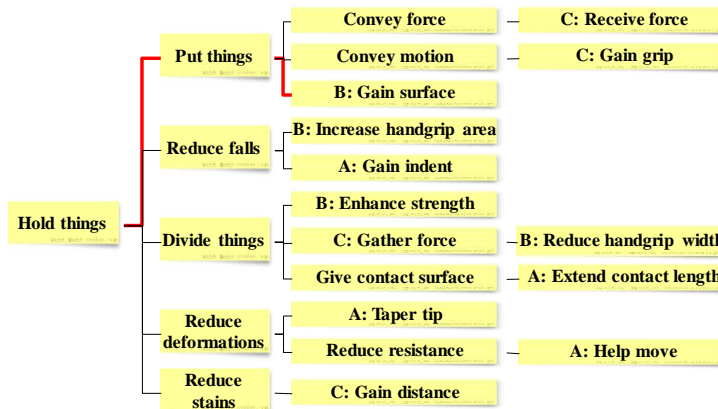 Convey force
C: Receive force
Put things
Convey motion
C: Gain grip
B: Gain surface
B: Increase handgrip area
Reduce falls
A: Gain indent
B: Enhance strength
Hold things
Divide things
C: Gather force
B: Reduce handgrip width
Give contact surface
A: Extend contact length
A: Taper tip
Reduce
deformations
Reduce resistance
A: Help move
Reduce
stains
C: Gain distance